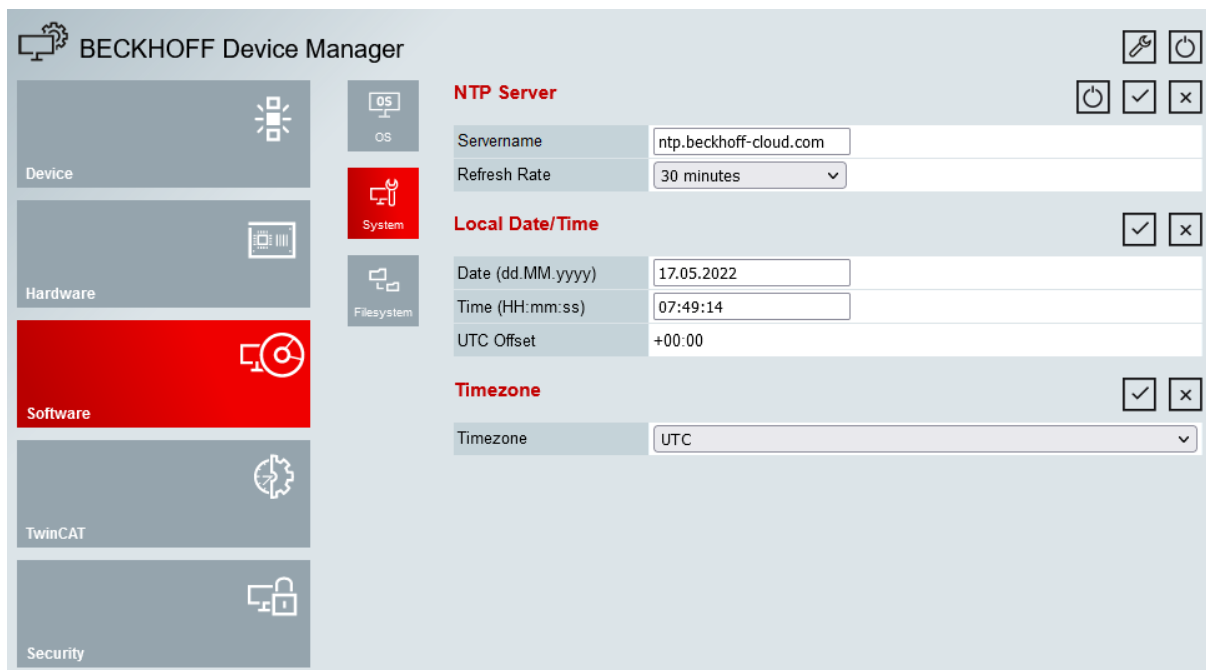 BECKHOFF Device Manager
Device
Hardware
Software
TwinCAT
Security
OS
OS
System
Filesystem
NTP Server
Servername ntp.beckhoff-cloud.com
Refresh Rate 30 minutes
Local Date/Time
Date (dd.MM.yyyy) 17.05.2022
Time (HH:mm:ss) 07:49:14
UTC Offset +00:00
Timezone
Timezone UTC